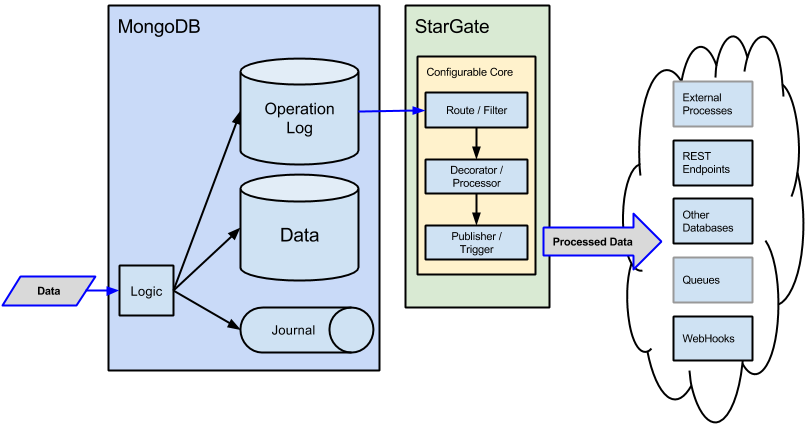 MongoDB
StarGate
Configurable Core
Operation
Log
Route / Filter
External
Processes
REST
Endpoints
Decorator /
Processor
Other
Databases
Data
Publisher /
Trigger
Processed Data
Data
Logic
Queues
Journal
WebHooks